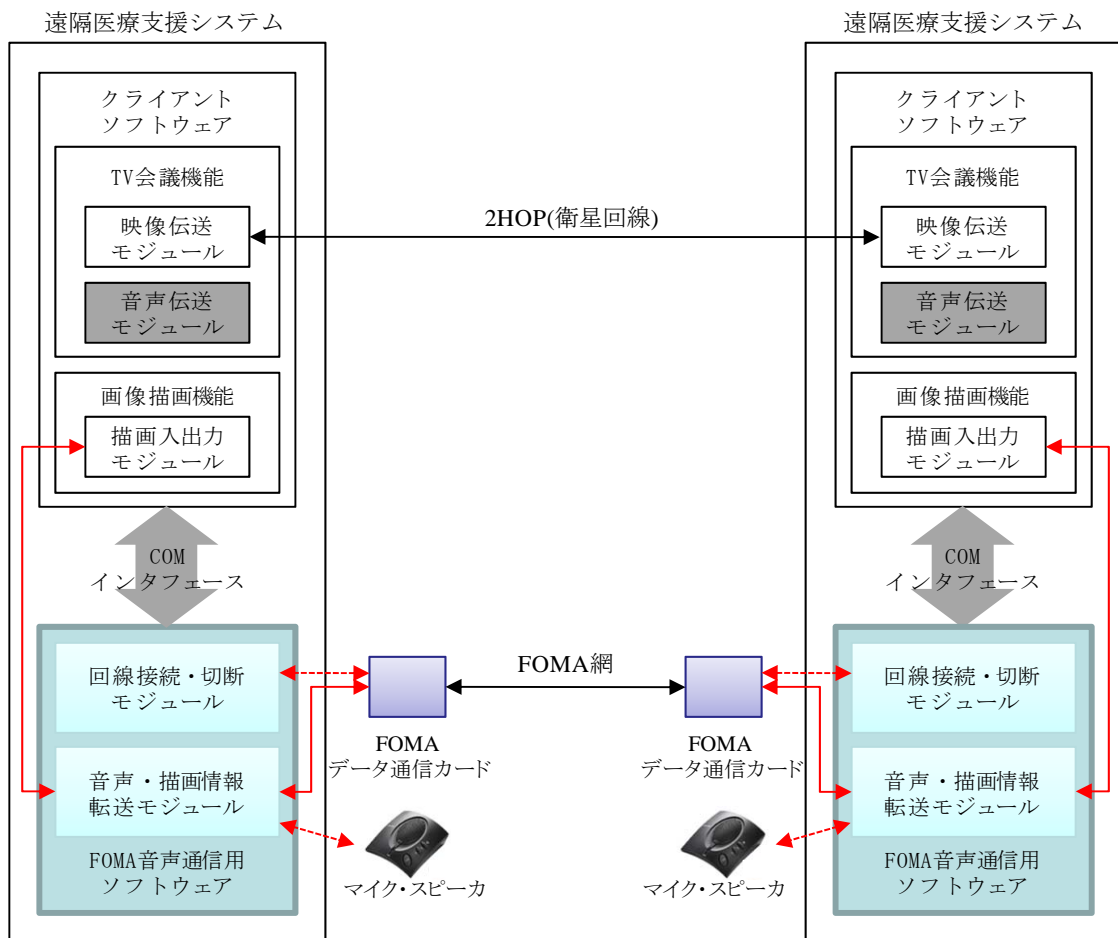 遠隔医療支援システム
クライアント
ソフトウェア
TV会議機能
映像伝送
モジュール
音声伝送
モジュール
画像描画機能
描画入出力
モジュール
COM
インタフェース
回線接続・切断
モジュール
音声・描画情報
転送モジュール
FOMA音声通信用
ソフトウェア
2HOP(衛星回線)
FOMA網
FOMA
データ通信カード
マイク・スピーカ
FOMA
データ通信カード
マイク・スピーカ
遠隔医療支援システム
クライアント
ソフトウェア
TV会議機能
映像伝送
モジュール
音声伝送
モジュール
画像描画機能
描画入出力
モジュール
COM
インタフェース
回線接続・切断
モジュール
音声・描画情報
転送モジュール
FOMA音声通信用
ソフトウェア